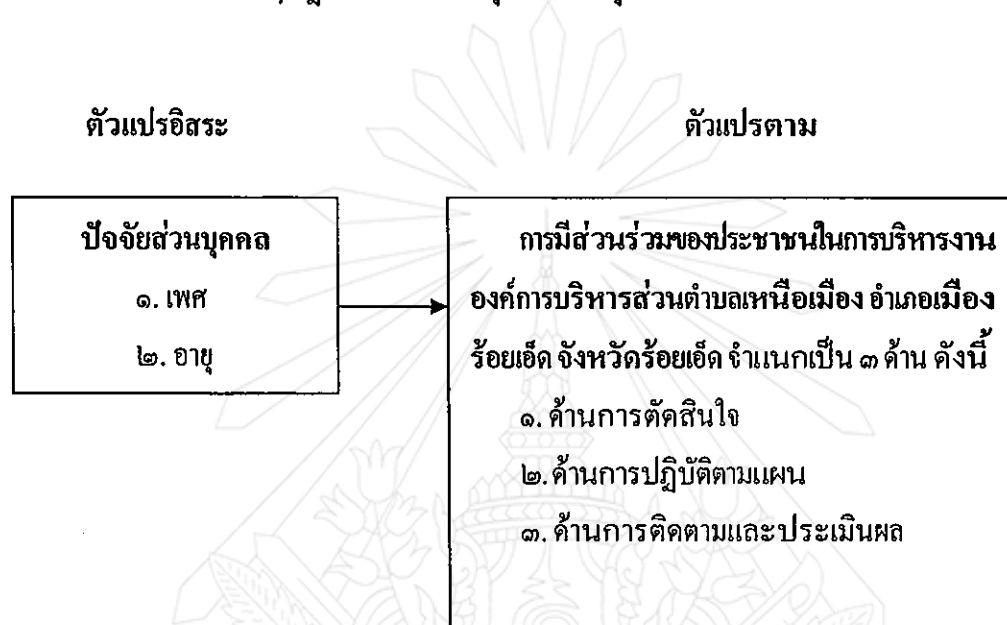 ตัวแปรอิสระ
ตัวแปรตาม
ปัจจัยส่วนบุคคล
๑. เพศ
๒. อายุ
การมีส่วนร่วมของประชาชนในการบริหารงาน
องค์การบริหารส่วนตำบลเหนือเมือง อำเภอเมือง
ร้อยเอ็ด จังหวัดร้อยเอ็ด จำแนกเป็น ๓ ด้าน ดังนี้
๑. ด้านการตัดสินใจ
๒. ด้านการปฏิบัติตามแผน
๓. ด้านการติดตามและประเมินผล